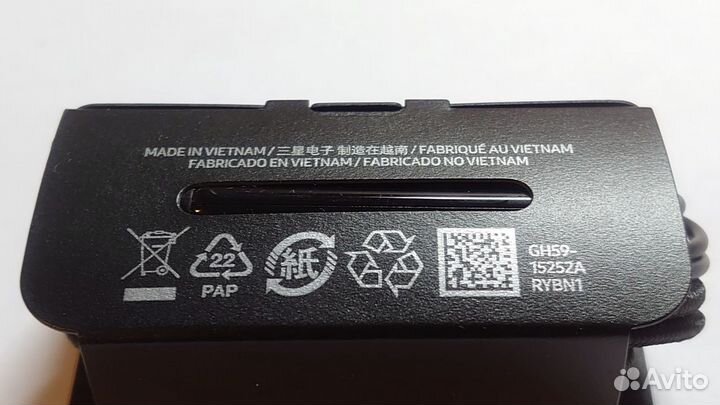 MADE IN VIETNAM / 三星电子 制造在越南 / FABRIQUÉ AU VIETNAM
FABRICADO EN VIETNAM / FABRICADO NO VIETNAM
22
PAP
紙
GH59-
15252A
RYBN1
Avito